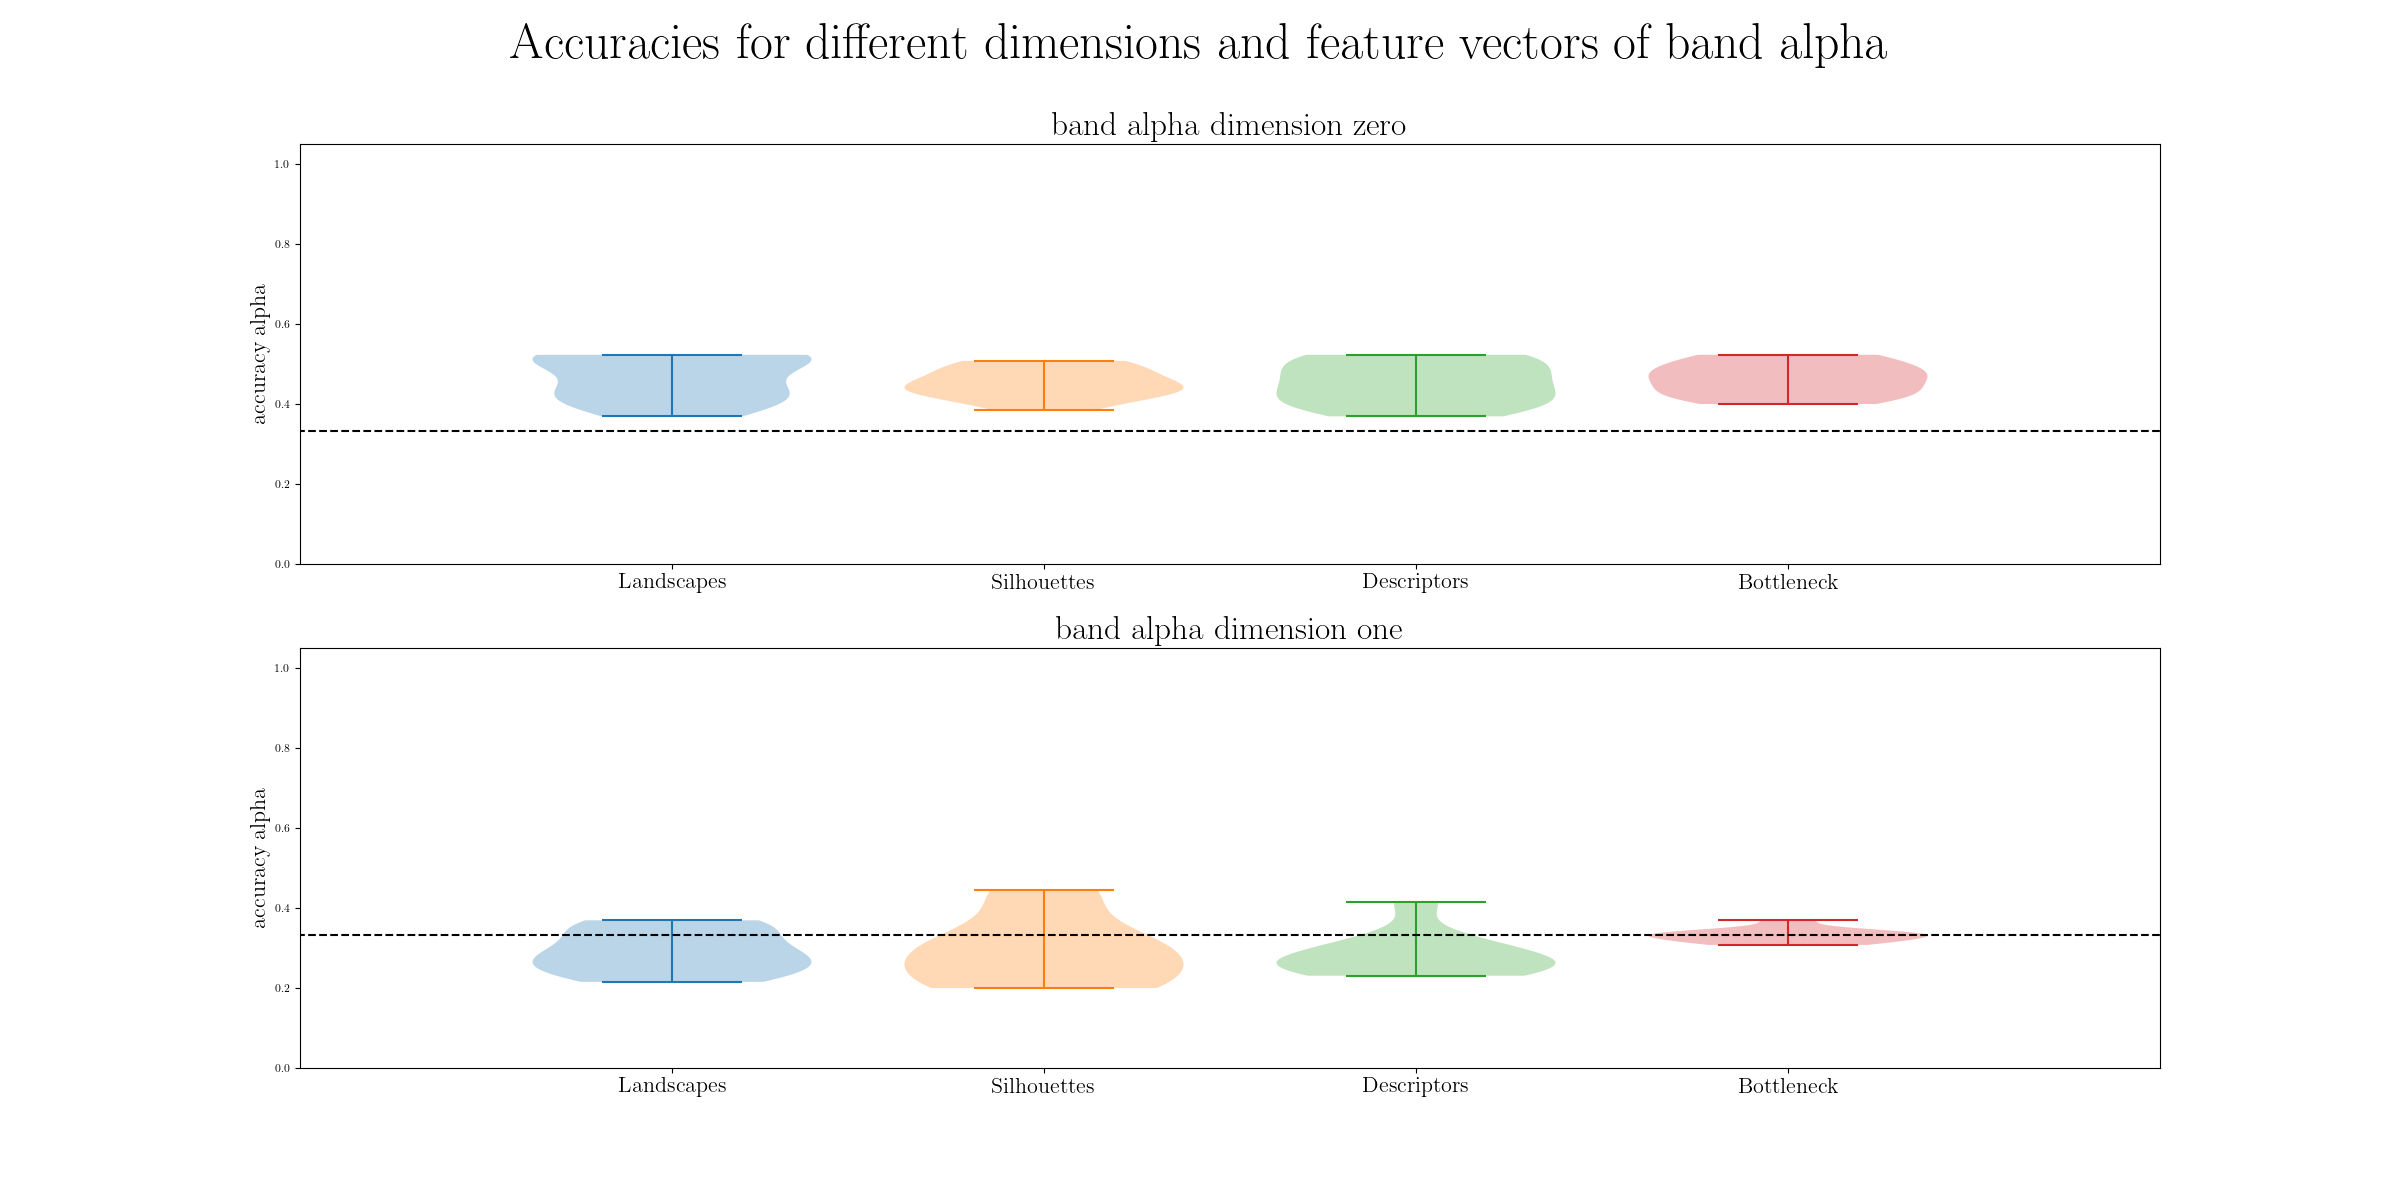 Accuracies for different dimensions and feature vectors of band alpha
band alpha dimension zero
1.0
0.8
0.6
0.4
0.2
0.0
accuracy alpha
Landscapes Silhouettes Descriptors Bottleneck
band alpha dimension one
1.0
0.8
0.6
0.4
0.2
0.0
accuracy alpha
Landscapes Silhouettes Descriptors Bottleneck